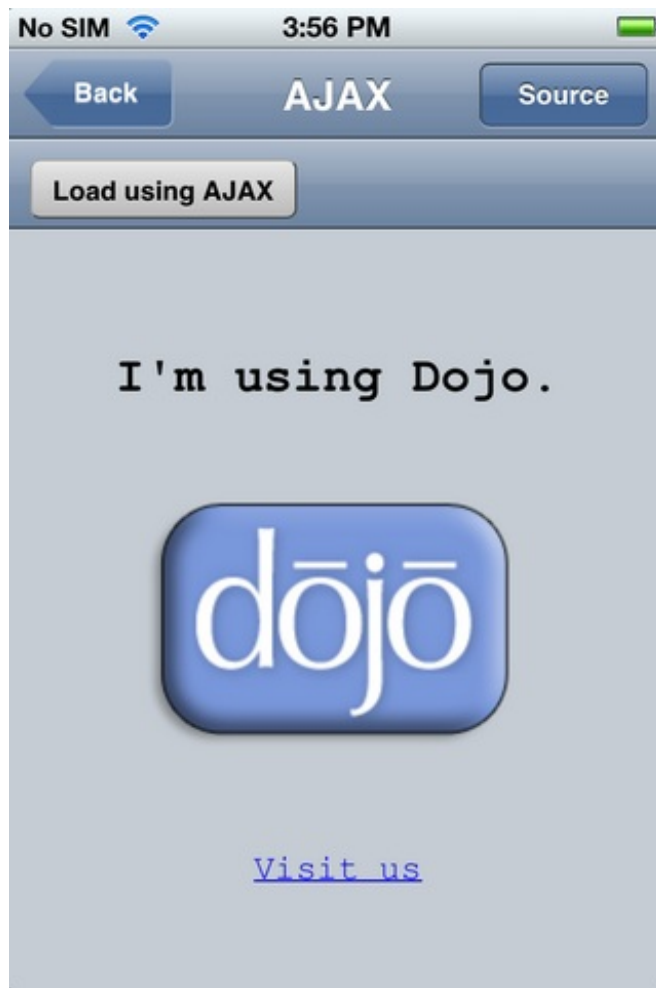 No SIM 3:56 PM
Back AJAX Source
Load using AJAX
I'm using Dojo.
dōjō
Visit us